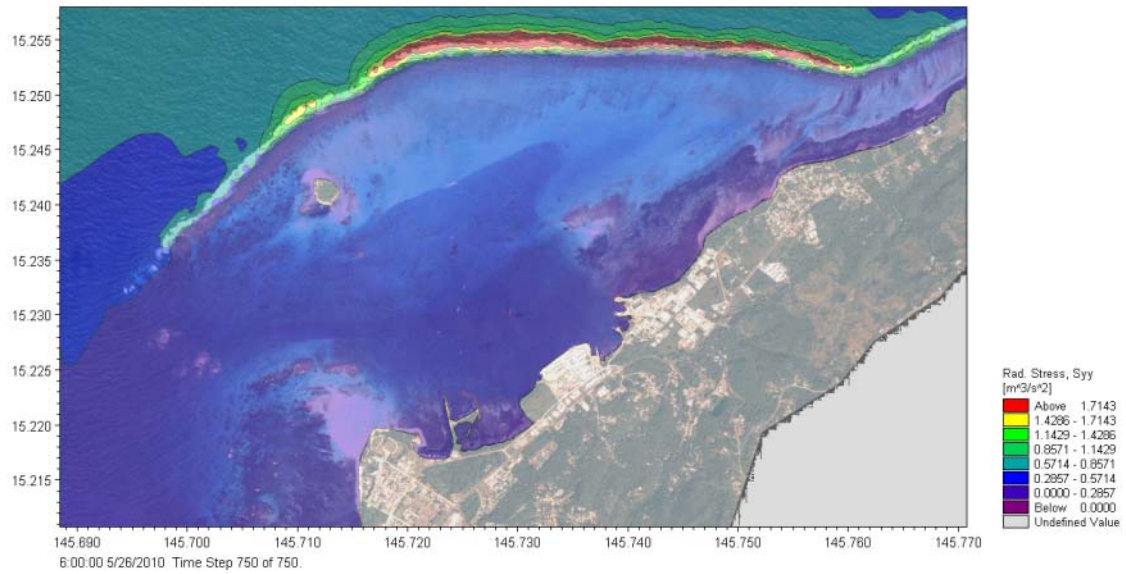 15.255
15.250
15.245
15.240
15.235
15.230
15.225
15.220
15.215
145.690 145.700 145.710 145.720 145.730 145.740 145.750 145.760 145.770
6:00:00 5/26/2010 Time Step 750 of 750.
Rad. Stress, Syy
[m^3/s^2]
Above 1.7143
1.4286 - 1.7143
1.1429 - 1.4286
0.8571 - 1.1429
0.5714 - 0.8571
0.2857 - 0.5714
0.0000 - 0.2857
Below 0.0000
Undefined Value